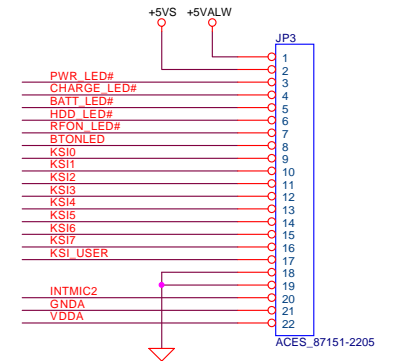 +5VS +5VALW
JP3
1
2
PWR_LED# 3
CHARGE_LED# 4
BATT_LED# 5
HDD_LED# 6
RFON_LED# 7
BTONLED 8
KSI0 9
KSI1 10
KSI2 11
KSI3 12
KSI4 13
KSI5 14
KSI6 15
KSI7 16
KSI_USER 17
18
19
INTMIC2 20
GNDA 21
VDDA 22
ACES_87151-2205